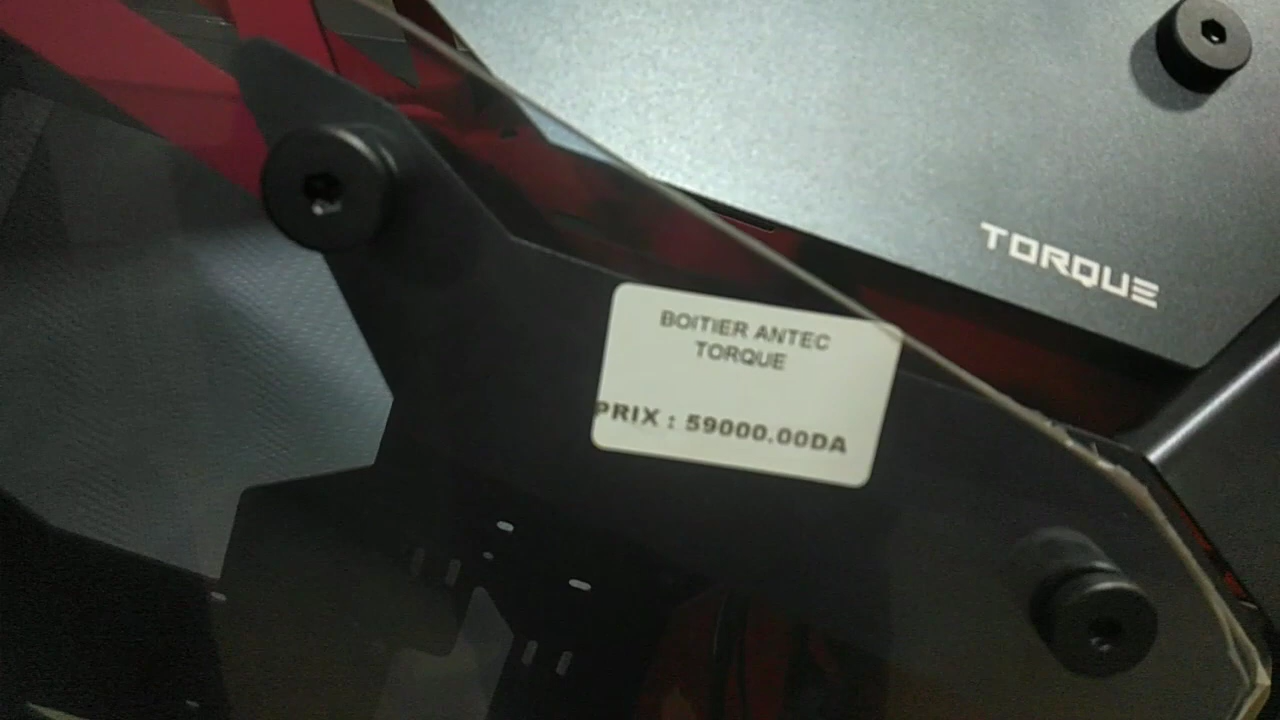 TORQUE
BOITIER ANTEC
TORQUE
PRIX : 59000.00DA